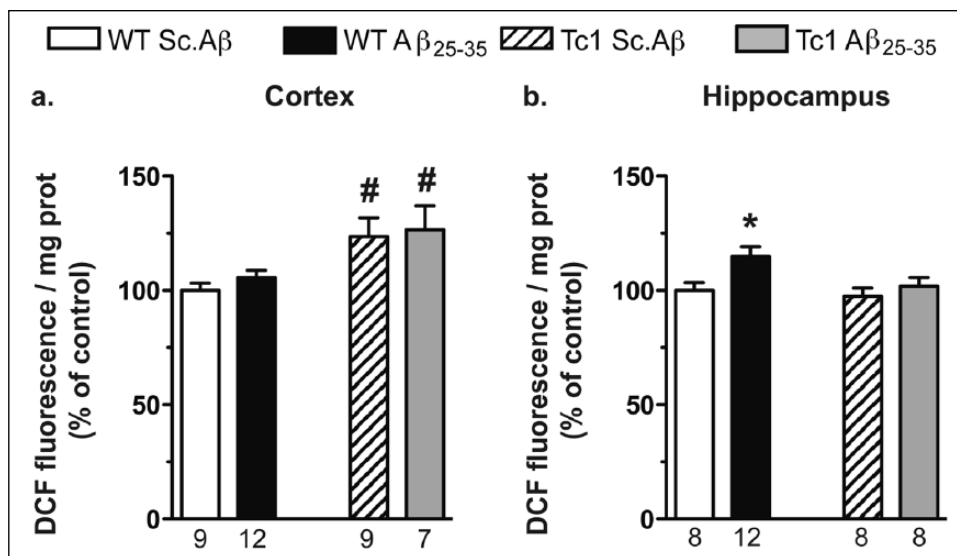 WT Sc.Aβ WT Aβ25-35 Tc1 Sc.Aβ Tc1 Aβ25-35
a. Cortex
DCF fluorescence / mg prot
(% of control)
150
100
50
0
# #
9 12 9 7
b. Hippocampus
DCF fluorescence / mg prot
(% of control)
150
100
50
0
*
8 12 8 8